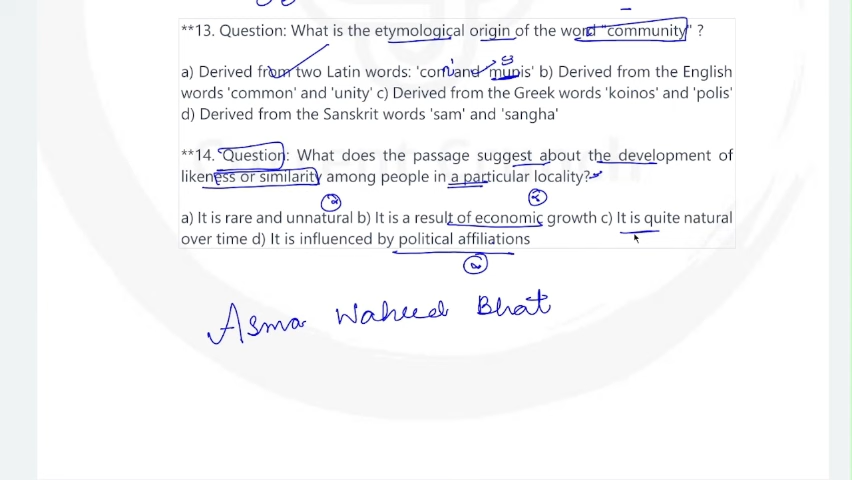 **13. Question: What is the etymological origin of the word "community" ?
a) Derived from two Latin words: 'com' and 'munis' b) Derived from the English
words 'common' and 'unity' c) Derived from the Greek words 'koinos' and 'polis'
d) Derived from the Sanskrit words 'sam' and 'sangha'
**14. Question: What does the passage suggest about the development of
likeness or similarity among people in a particular locality?
a) It is rare and unnatural b) It is a result of economic growth c) It is quite natural
over time d) It is influenced by political affiliations
Asma Waheed Bhat